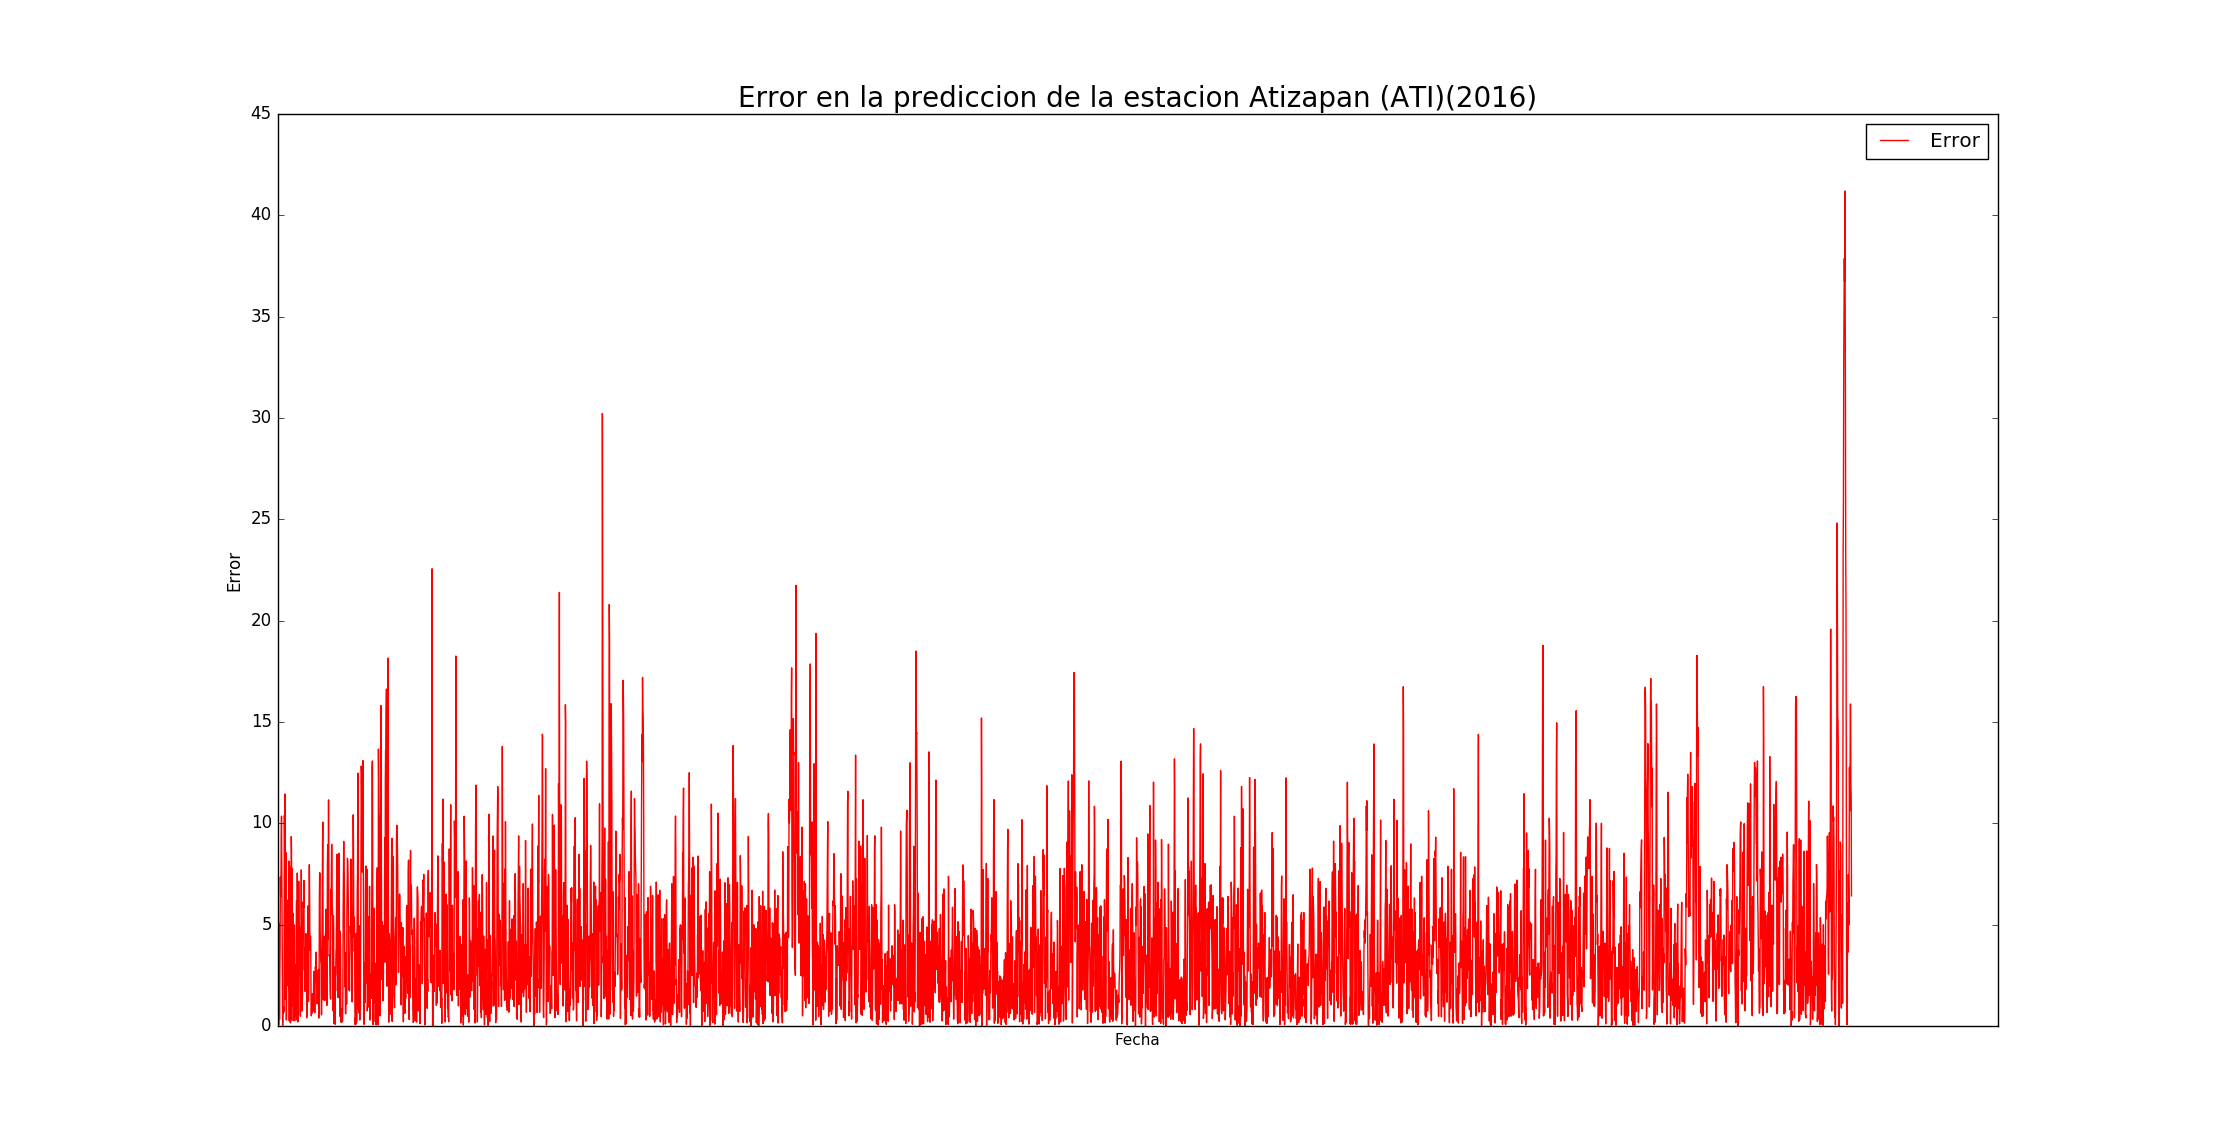 Error en la prediccion de la estacion Atizapan (ATI)(2016)
Error
45
40
35
30
25
20
15
10
5
0
Error
Fecha